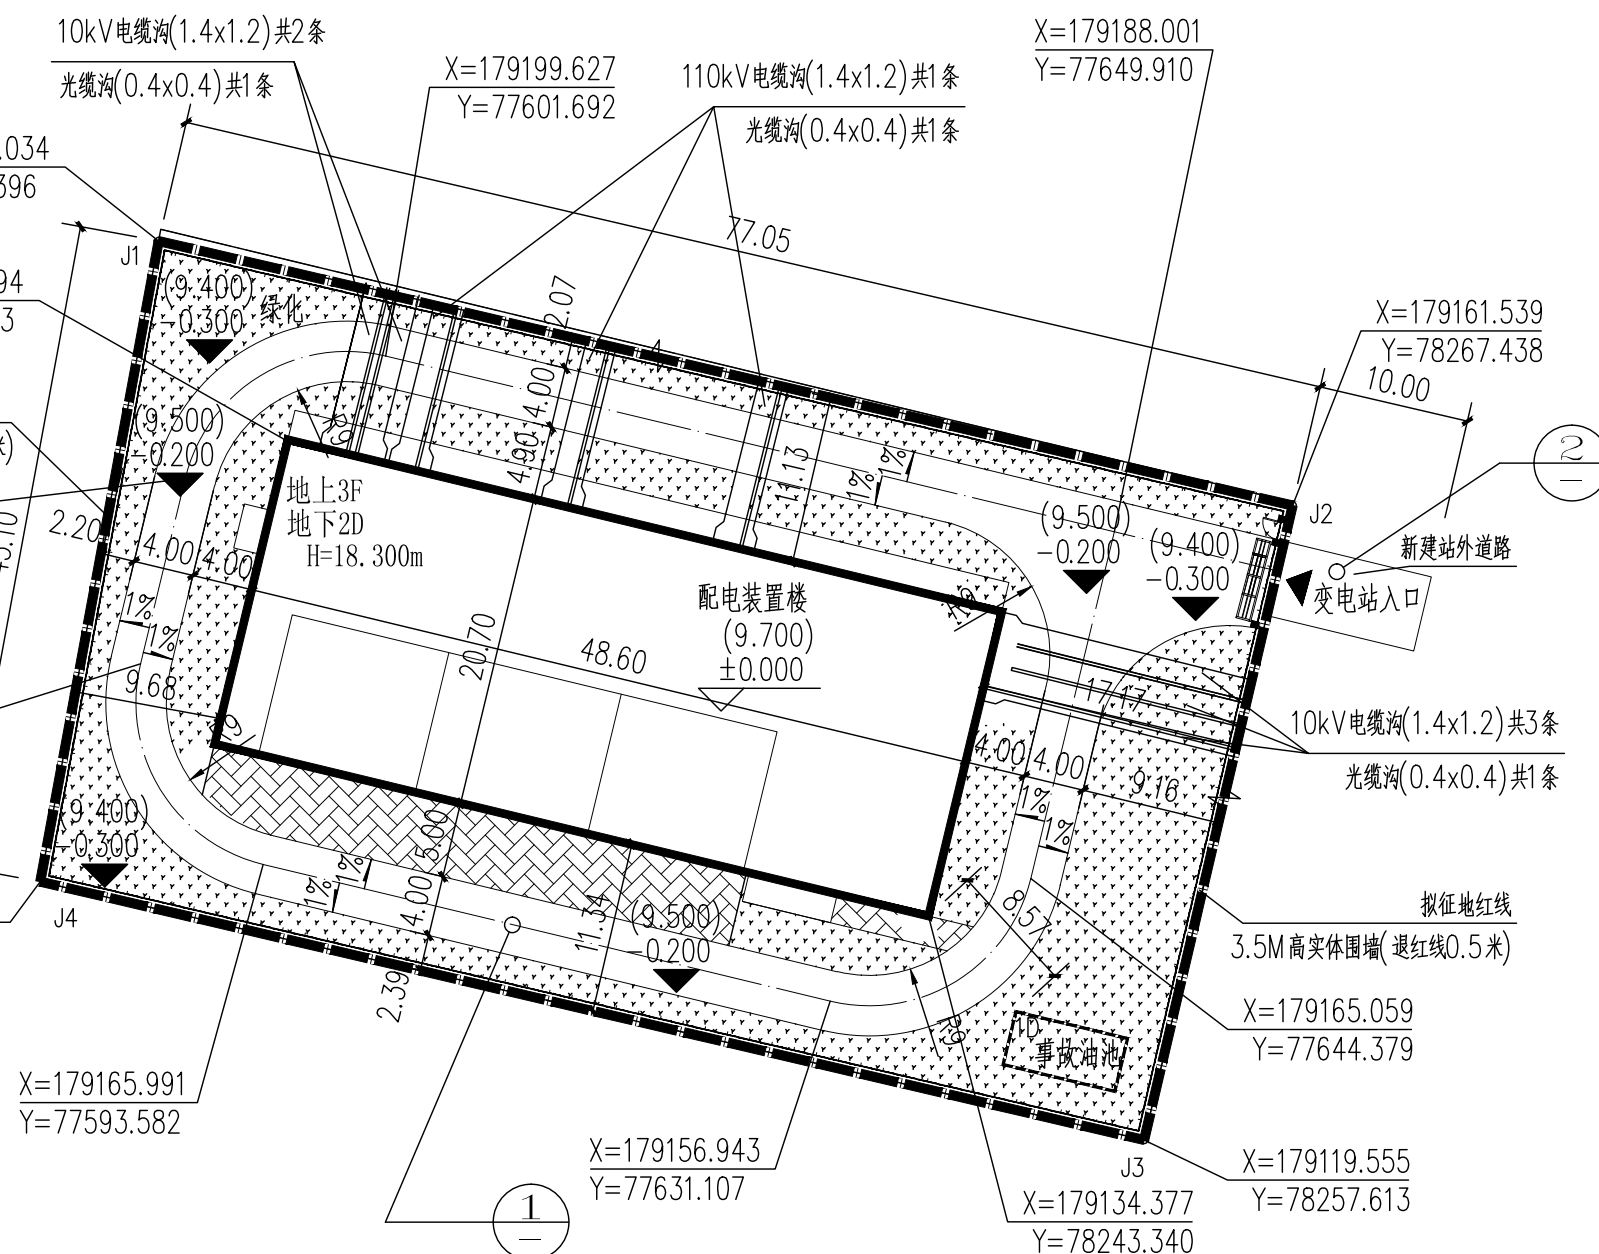 10kV电缆沟(1.4x1.2)共2条
光缆沟(0.4x0.4)共1条
X=179199.627
Y=77601.692
110kV电缆沟(1.4x1.2)共1条
光缆沟(0.4x0.4)共1条
X=179188.001
Y=77649.910
.034
396
77.05
J1
94
3
(9.400)
-0.300
绿化
2.07
4
X=179161.539
Y=78267.438
10.00
(9.500)
-0.200
R9
4.00
4.90
11.13
1%
1%
2
地上3F
地下2D
H=18.300m
米)
2.20
4.00
4.00
(9.500)
-0.200
(9.400)
-0.300
J2
新建站外道路
变电站入口
配电装置楼
(9.700)
±0.000
1%
1%
20.70
48.60
9.68
R9
R9
17.17
10kV电缆沟(1.4x1.2)共3条
光缆沟(0.4x0.4)共1条
4.00
4.00
9.16
1%
1%
(9.400)
-0.300
5.00
4.00
1%
1%
J4
11.34
(9.500)
-0.200
8.57
拟征地红线
3.5M高实体围墙(退红线0.5米)
2.39
R9
1D
事故油池
X=179165.059
Y=77644.379
X=179165.991
Y=77593.582
X=179156.943
Y=77631.107
J3
X=179119.555
Y=78257.613
1
X=179134.377
Y=78243.340